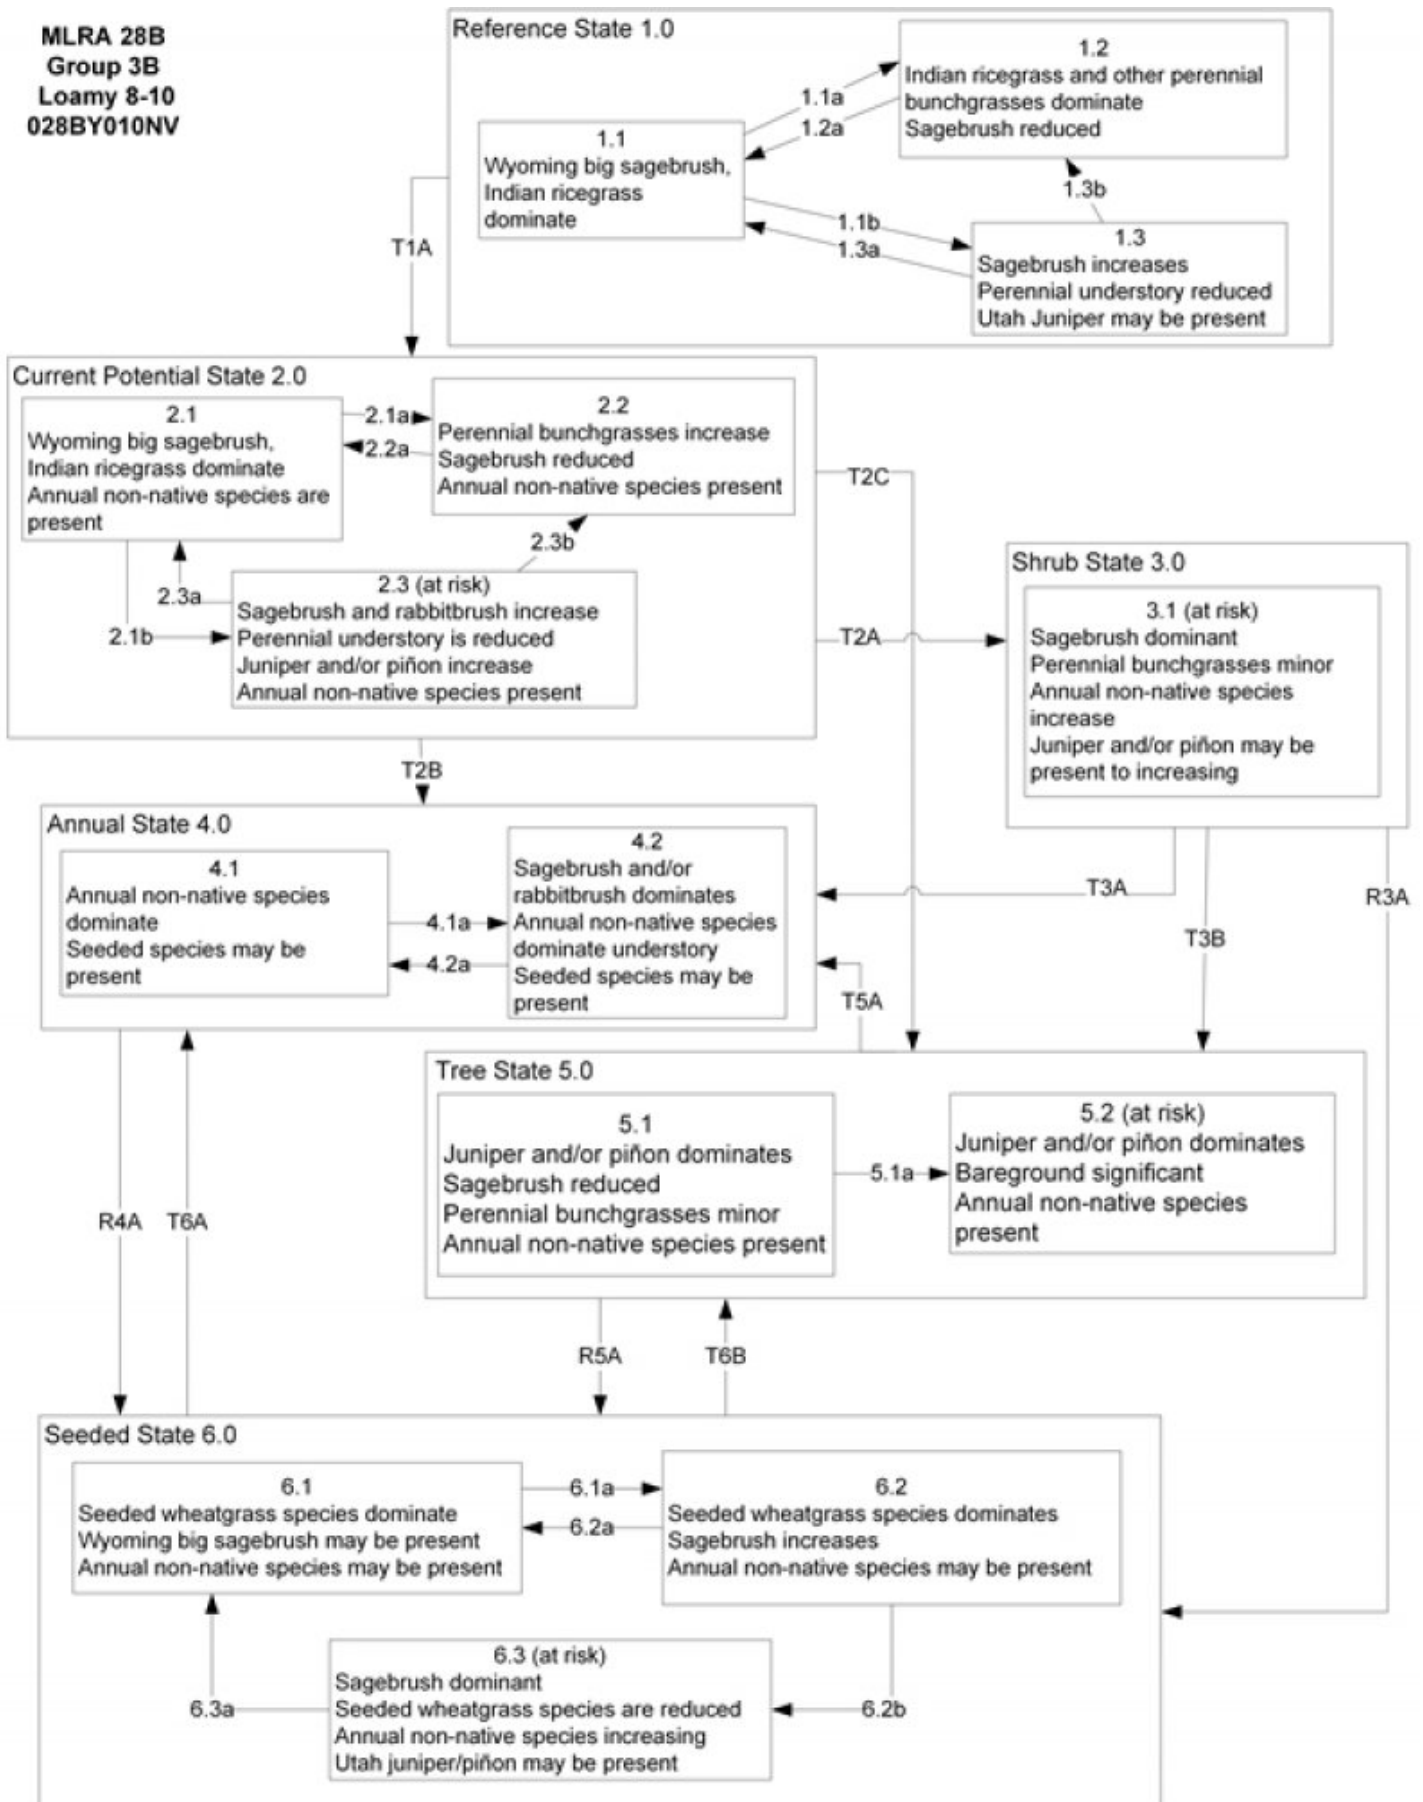 MLRA 28B
Group 3B
Loamy 8-10
028BY010NV
Reference State 1.0
1.1
Wyoming big sagebrush,
Indian ricegrass
dominate
1.1a
1.2a
1.2
Indian ricegrass and other perennial
bunchgrasses dominate
Sagebrush reduced
1.3b
1.1b
1.3a
1.3
Sagebrush increases
Perennial understory reduced
Utah Juniper may be present
T1A
Current Potential State 2.0
2.1
Wyoming big sagebrush,
Indian ricegrass dominate
Annual non-native species are
present
2.1a
2.2a
2.2
Perennial bunchgrasses increase
Sagebrush reduced
Annual non-native species present
2.3b
2.3a
2.1b
2.3 (at risk)
Sagebrush and rabbitbrush increase
Perennial understory is reduced
Juniper and/or piñon increase
Annual non-native species present
T2C
T2A
T2B
Shrub State 3.0
3.1 (at risk)
Sagebrush dominant
Perennial bunchgrasses minor
Annual non-native species
increase
Juniper and/or piñon may be
present to increasing
T3A
T3B
R3A
Annual State 4.0
4.1
Annual non-native species
dominate
Seeded species may be
present
4.1a
4.2a
4.2
Sagebrush and/or
rabbitbrush dominates
Annual non-native species
dominate understory
Seeded species may be
present
T5A
R4A
T6A
Tree State 5.0
5.1
Juniper and/or piñon dominates
Sagebrush reduced
Perennial bunchgrasses minor
Annual non-native species present
5.1a
5.2 (at risk)
Juniper and/or piñon dominates
Bareground significant
Annual non-native species
present
R5A
T6B
Seeded State 6.0
6.1
Seeded wheatgrass species dominate
Wyoming big sagebrush may be present
Annual non-native species may be present
6.1a
6.2a
6.2
Seeded wheatgrass species dominates
Sagebrush increases
Annual non-native species may be present
6.3a
6.3 (at risk)
Sagebrush dominant
Seeded wheatgrass species are reduced
Annual non-native species increasing
Utah juniper/piñon may be present
6.2b